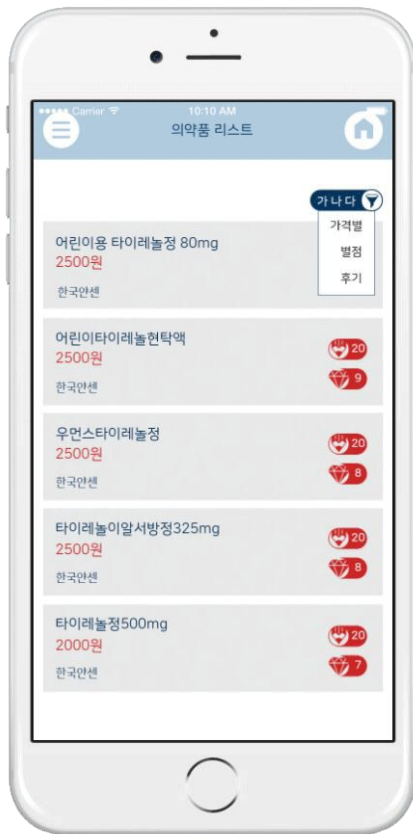 Carrier 10:10 AM
의약품 리스트
가나다
가격별
별점
후기
어린이용 타이레놀정 80mg
2500원
한국얀센
어린이타이레놀현탁액
2500원
한국얀센
20
9
우먼스타이레놀정
2500원
한국얀센
20
8
타이레놀이알서방정325mg
2500원
한국얀센
20
8
타이레놀정500mg
2000원
한국얀센
20
7